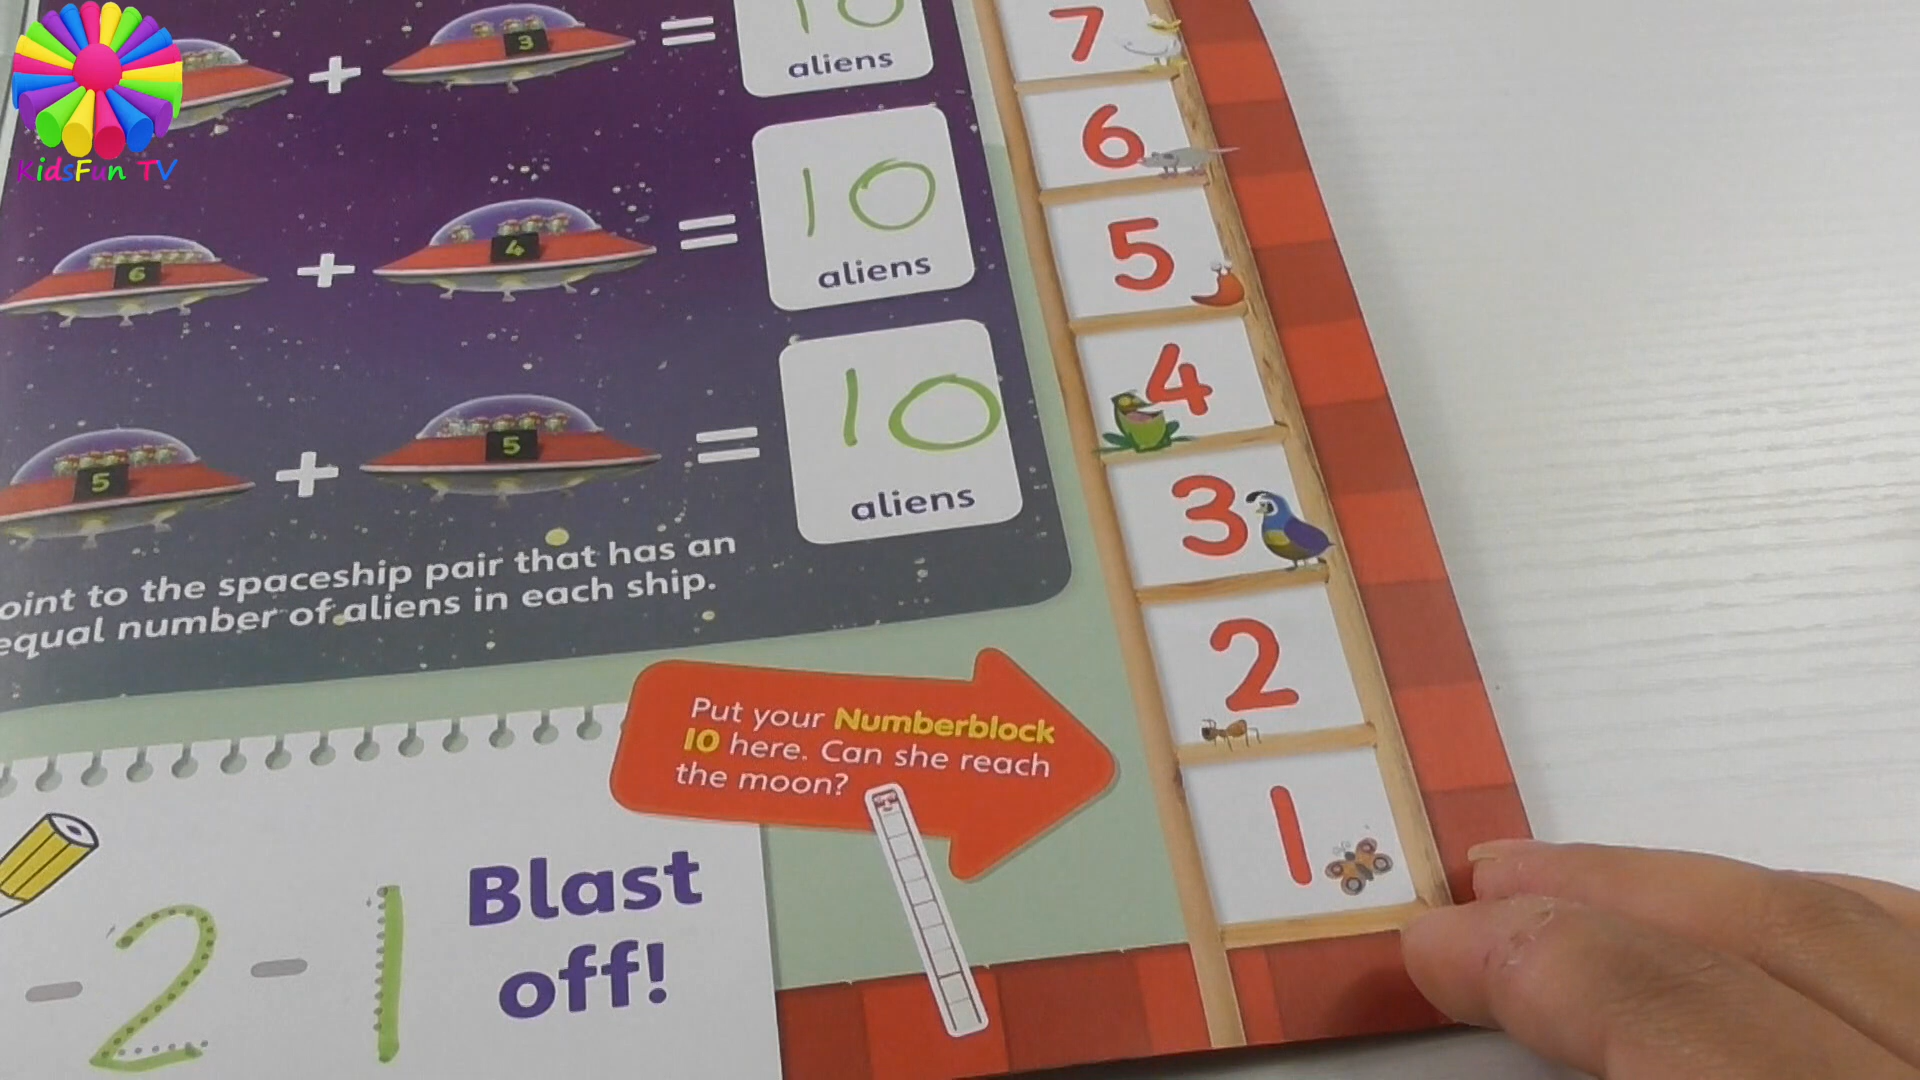 KidsFun TV
+ 3 = 10
aliens
6 + 4 = 10
aliens
5 + 5 = 10
aliens
oint to the spaceship pair that has an
equal number of aliens in each ship.
Put your Numberblock
10 here. Can she reach
the moon?
- 2 - 1 Blast
off!
7
6
5
4
3
2
1